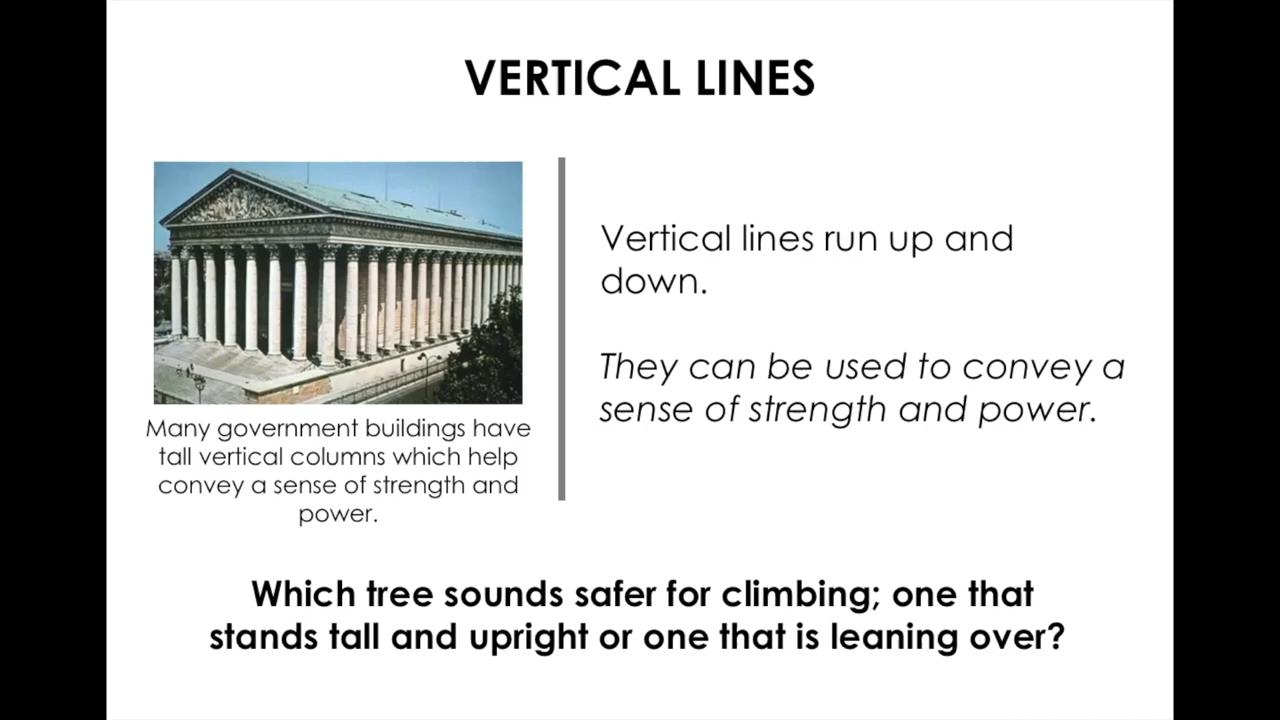 VERTICAL LINES
Many government buildings have
tall vertical columns which help
convey a sense of strength and
power.
Vertical lines run up and
down.
They can be used to convey a
sense of strength and power.
Which tree sounds safer for climbing; one that
stands tall and upright or one that is leaning over?